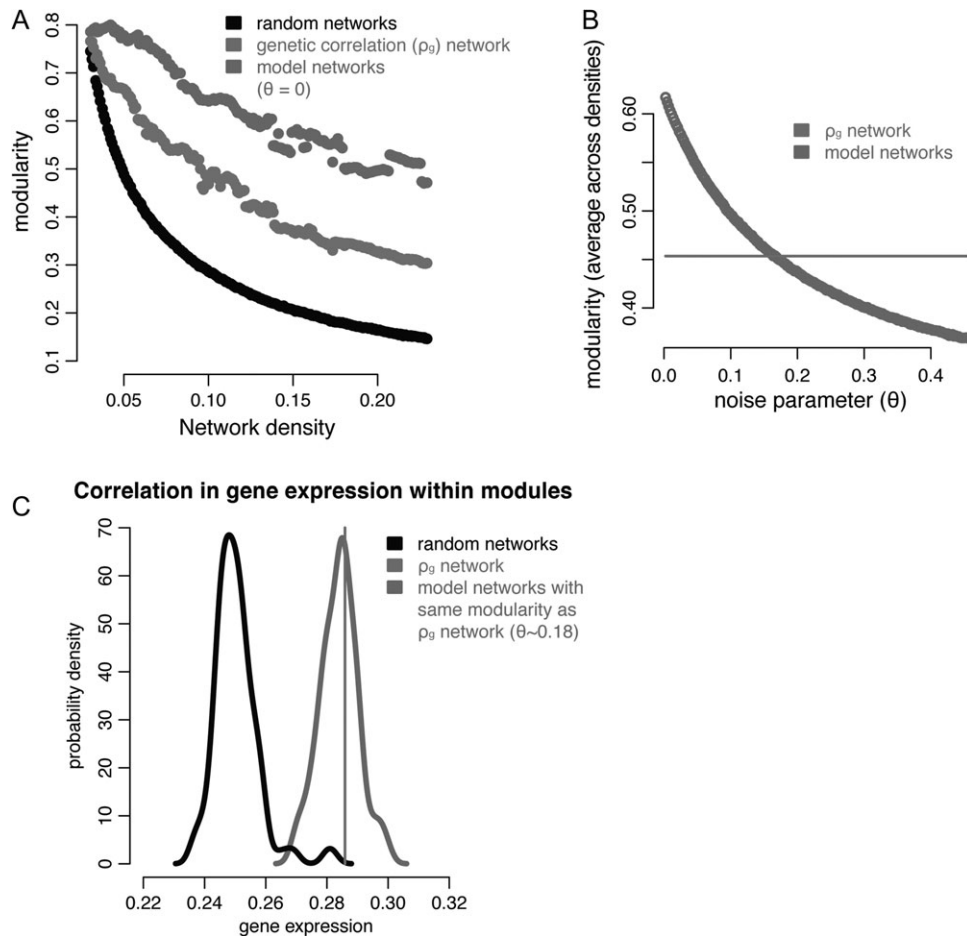 A
random networks
genetic correlation (ρg) network
model networks
(θ = 0)
modularity
0.8
0.7
0.6
0.5
0.4
0.3
0.2
0.1
0.05
0.10
0.15
0.20
Network density
B
ρg network
model networks
modularity (average across densities)
0.60
0.50
0.40
0.0
0.1
0.2
0.3
0.4
noise parameter (θ)
Correlation in gene expression within modules
C
random networks
ρg network
model networks with
same modularity as
ρg network (θ~0.18)
probability density
70
60
50
40
30
20
10
0
0.22
0.24
0.26
0.28
0.30
0.32
gene expression